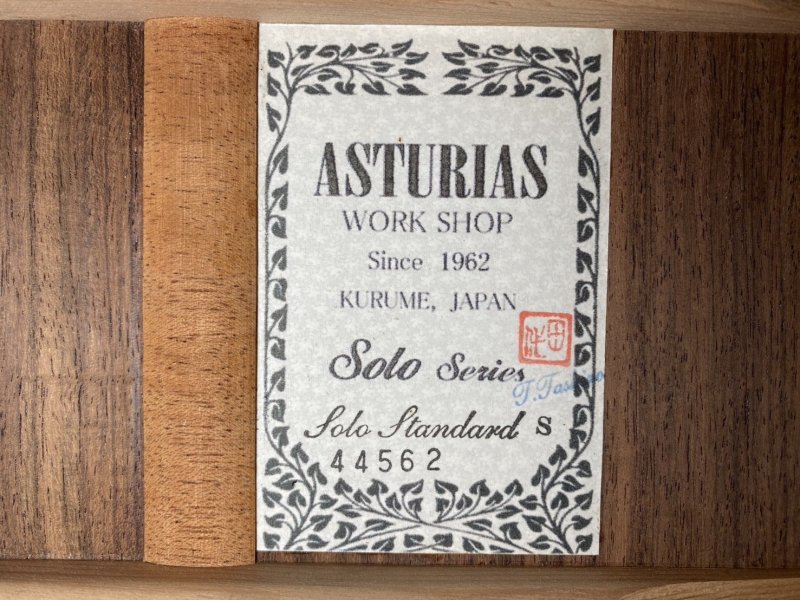 ASTURIAS
WORK SHOP
Since 1962
KURUME, JAPAN
Solo Series
Solo Standard S
44562